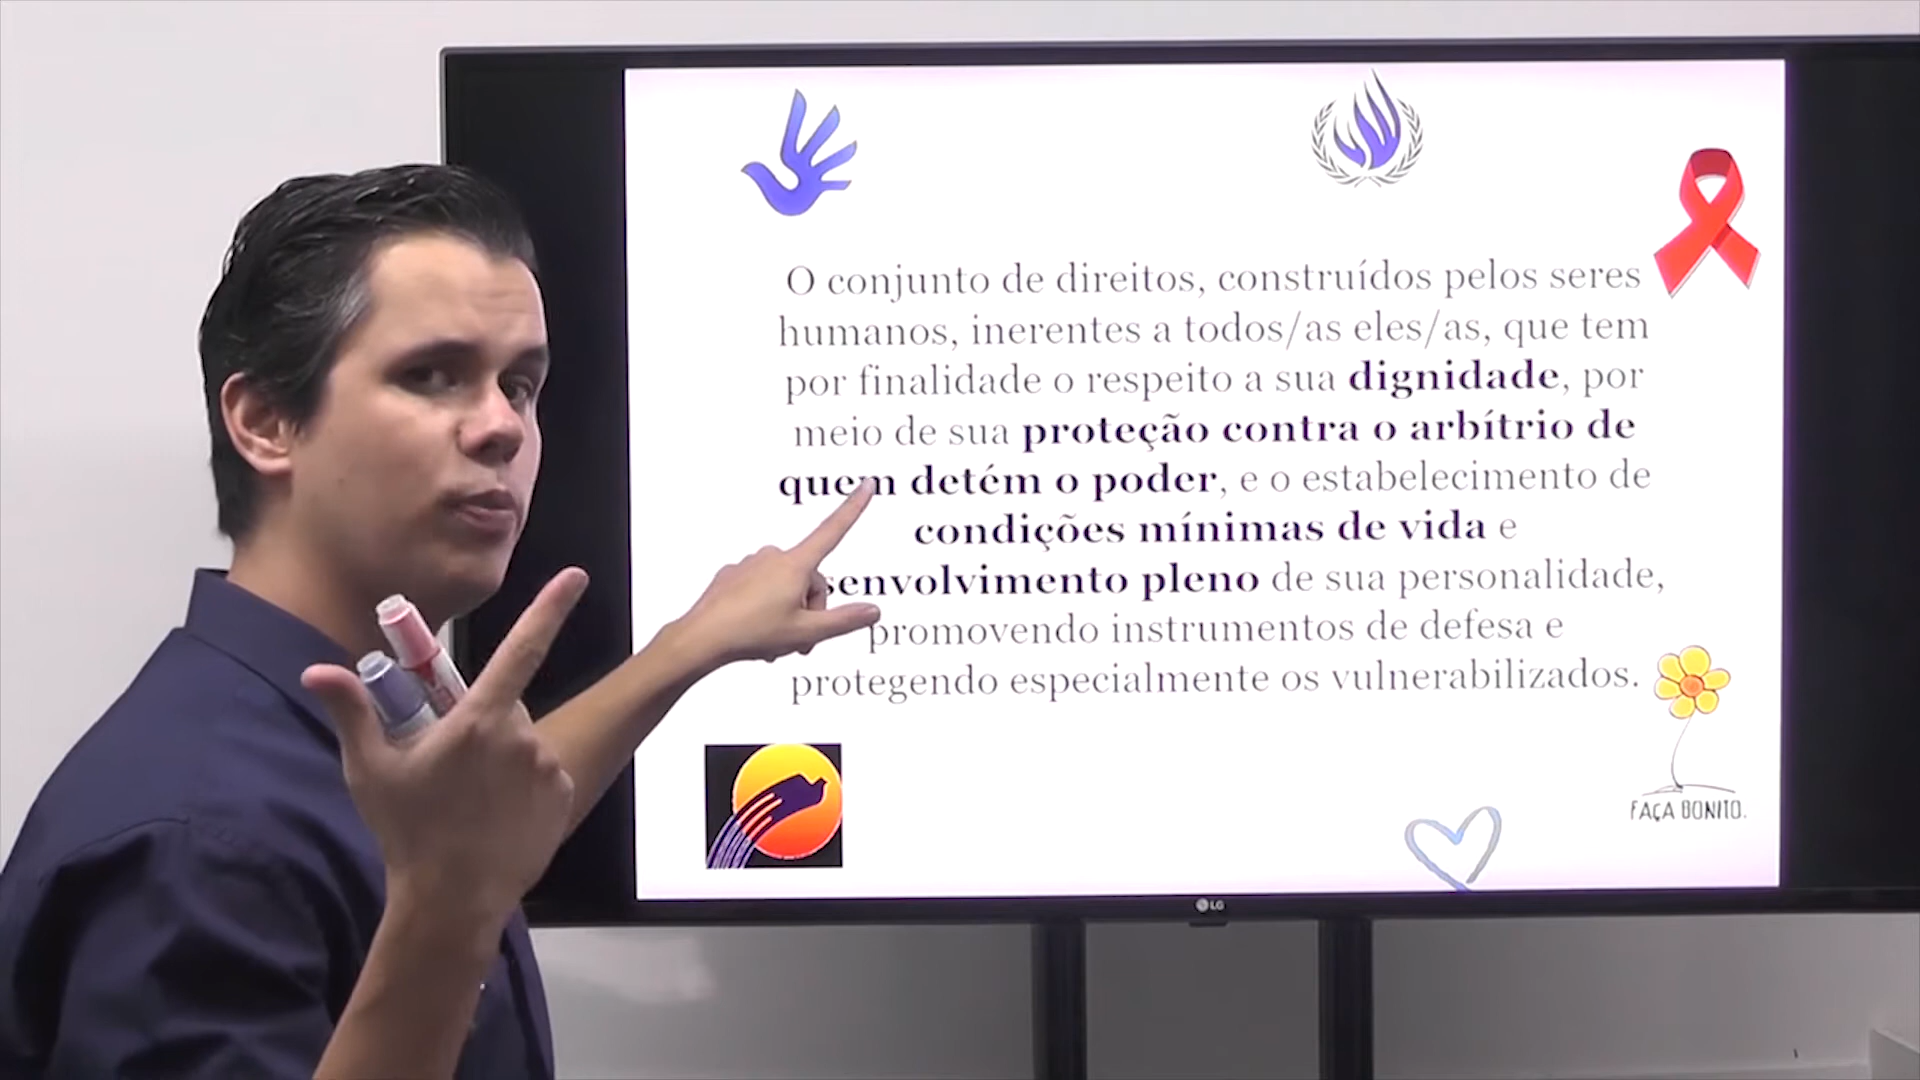 O conjunto de direitos, construídos pelos seres
humanos, inerentes a todos/as eles/as, que tem
por finalidade o respeito a sua dignidade, por
meio de sua proteção contra o arbítrio de
quem detém o poder, e o estabelecimento de
condições mínimas de vida e
senvolvimento pleno de sua personalidade,
promovendo instrumentos de defesa e
protegendo especialmente os vulnerabilizados.
FAÇA BONITO.
LG